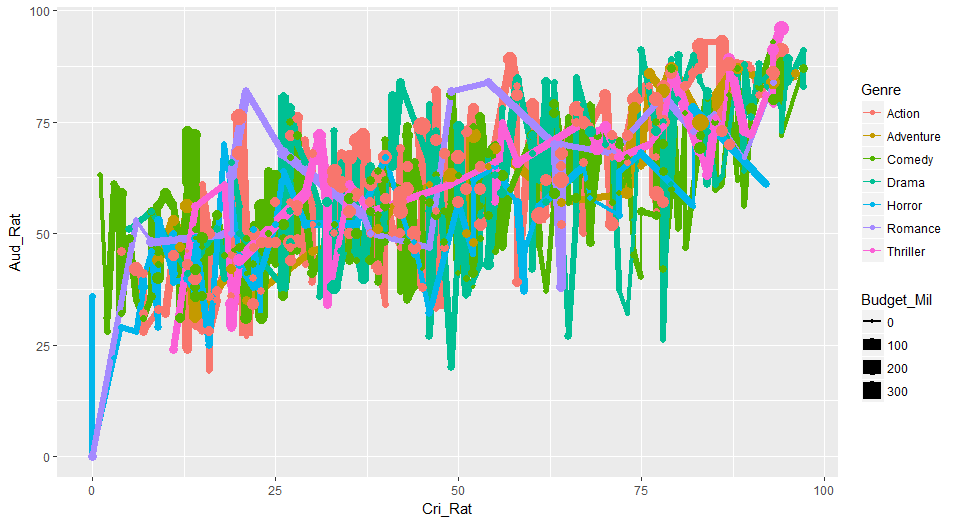 100
75
50
25
0
Aud_Rat
0
25
50
75
100
Cri_Rat
Genre
Action
Adventure
Comedy
Drama
Horror
Romance
Thriller
Budget_Mil
0
100
200
300